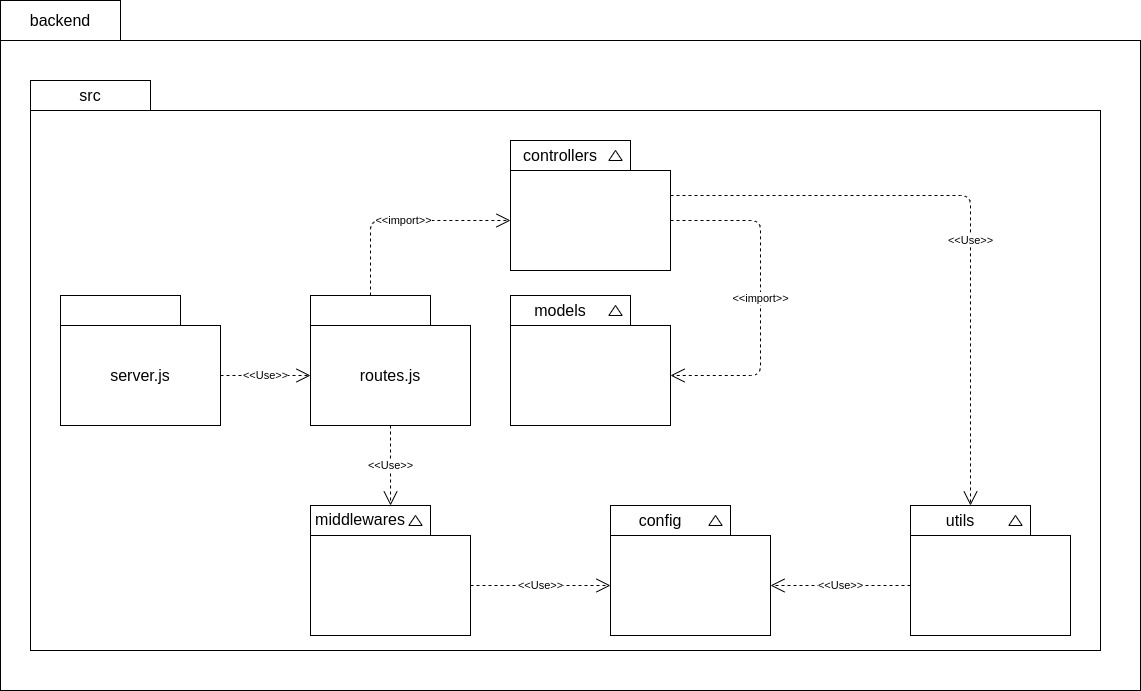 backend
src
controllers
<<import>>
<<Use>>
<<import>>
models
server.js
<<Use>>
routes.js
<<Use>>
middlewares
config
utils
<<Use>>
<<Use>>